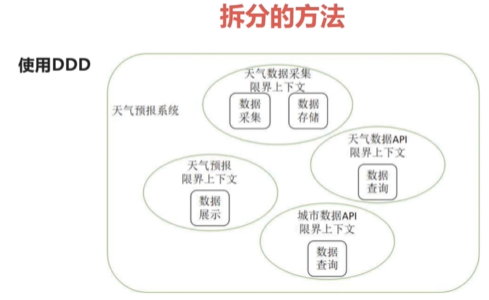 拆分的方法
使用DDD
天气预报系统
天气数据采集
限界上下文
数据
采集
数据
存储
天气数据API
限界上下文
数据
查询
天气预报
限界上下文
数据
展示
城市数据API
限界上下文
数据
查询